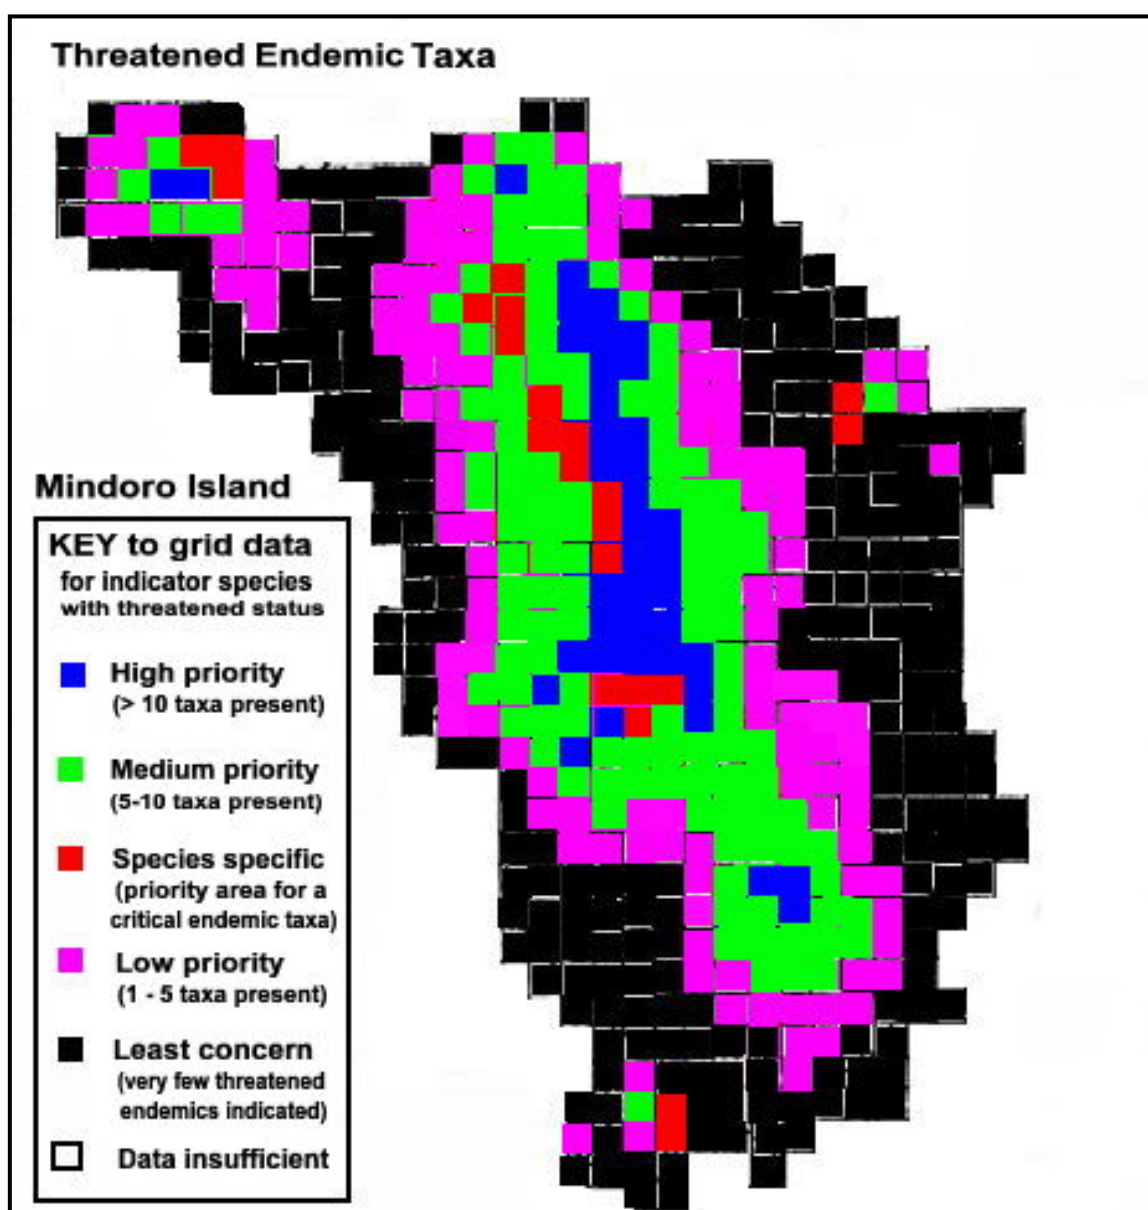 Threatened Endemic Taxa
Mindoro Island
KEY to grid data
for indicator species
with threatened status
High priority
(> 10 taxa present)
Medium priority
(5-10 taxa present)
Species specific
(priority area for a
critical endemic taxa)
Low priority
(1 - 5 taxa present)
Least concern
(very few threatened
endemics indicated)
Data insufficient